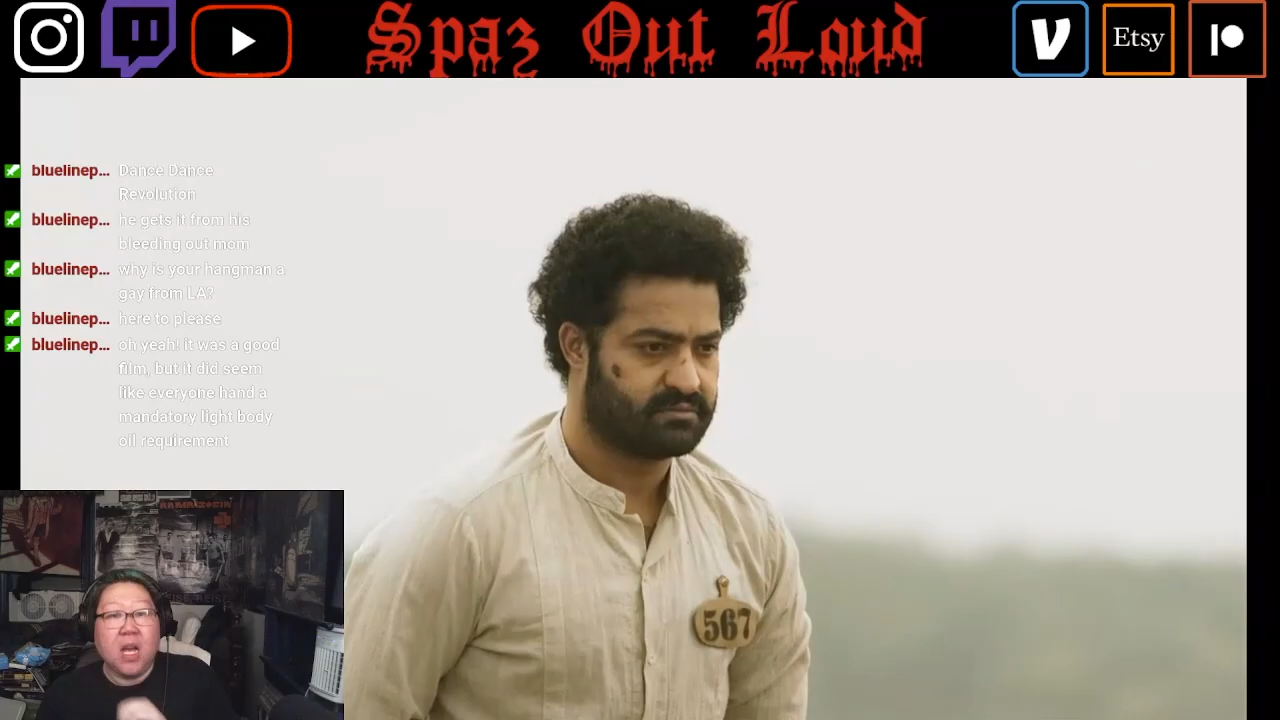 Spaz Out Loud
Etsy
bluelinep... Dance Dance
Revolution
bluelinep... he gets it from his
bleeding out mom
bluelinep... why is your hangman a
gay from LA?
bluelinep... here to please
bluelinep... oh yeah! it was a good
film, but it did seem
like everyone hand a
mandatory light body
oil requirement
RAMMSTEIN
567